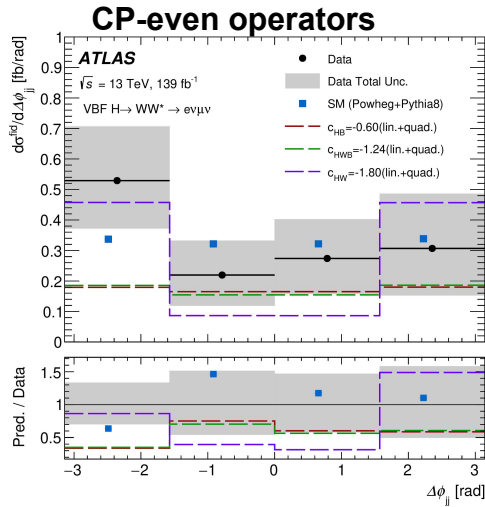 CP-even operators
dσ^fid/dΔϕ_jj [fb/rad]
1
0.9
0.8
0.7
0.6
0.5
0.4
0.3
0.2
0.1
0
ATLAS
√s = 13 TeV, 139 fb⁻¹
VBF H→ WW* → eνμν
Data
Data Total Unc.
SM (Powheg+Pythia8)
c_HB=-0.60(lin.+quad.)
c_HWB=-1.24(lin.+quad.)
c_HW=-1.80(lin.+quad.)
Pred. / Data
1.5
1
0.5
−3 −2 −1 0 1 2 3
Δϕ_jj [rad]